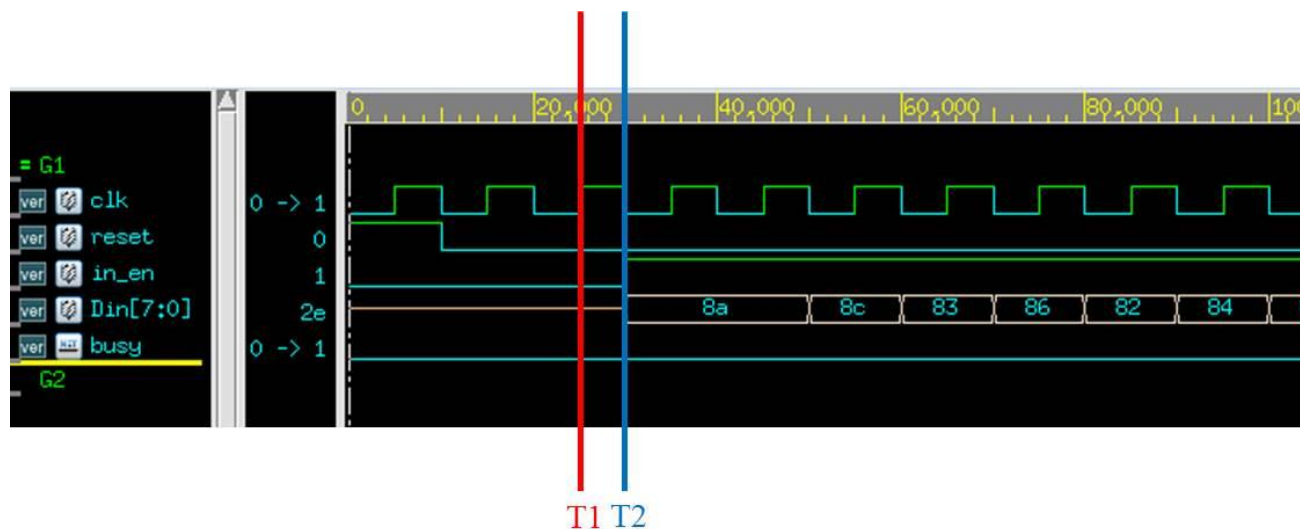 0 20,000 40,000 60,000 80,000
= G1
ver clk 0 -> 1
ver reset 0
ver in_en 1
ver Din[7:0] 2e 8a 8c 83 86 82 84
ver busy 0 -> 1
G2
T1 T2